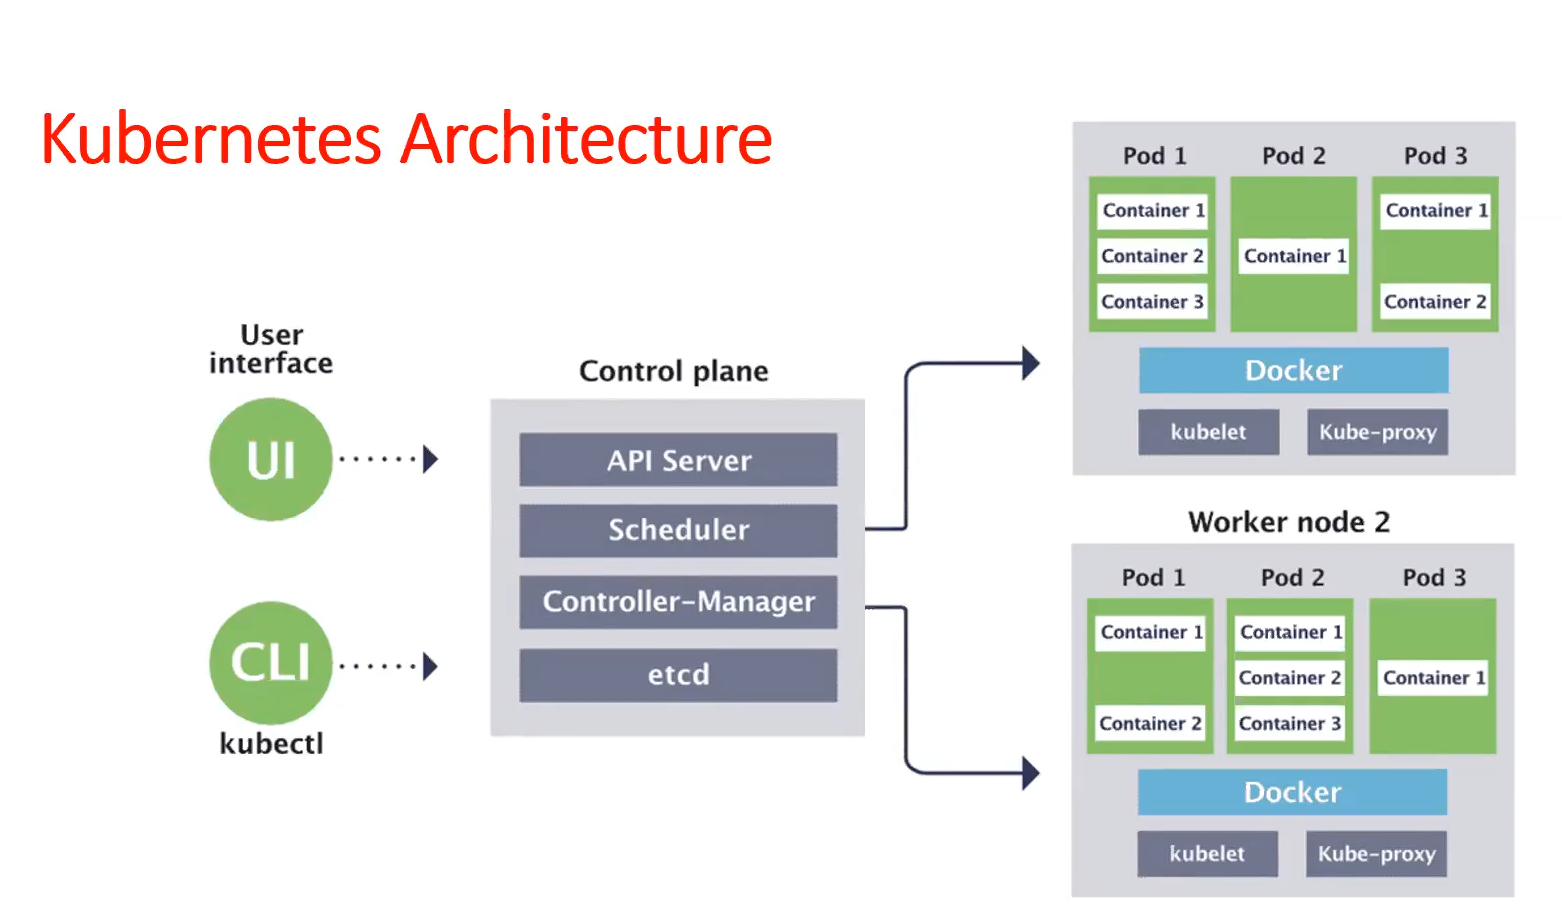 Kubernetes Architecture
User
interface
UI
CLI
kubectl
Control plane
API Server
Scheduler
Controller-Manager
etcd
Pod 1
Container 1
Container 2
Container 3
Pod 2
Container 1
Pod 3
Container 1
Container 2
Docker
kubelet
Kube-proxy
Worker node 2
Pod 1
Container 1
Container 2
Pod 2
Container 1
Container 2
Container 3
Pod 3
Container 1
Docker
kubelet
Kube-proxy